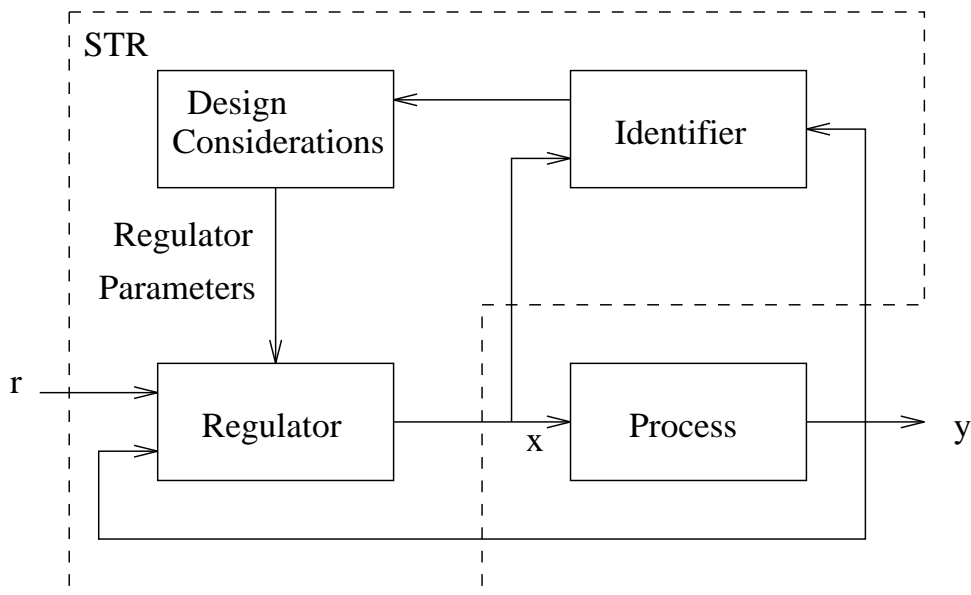 STR
Design
Considerations
Identifier
Regulator
Parameters
r
Regulator
x
Process
y